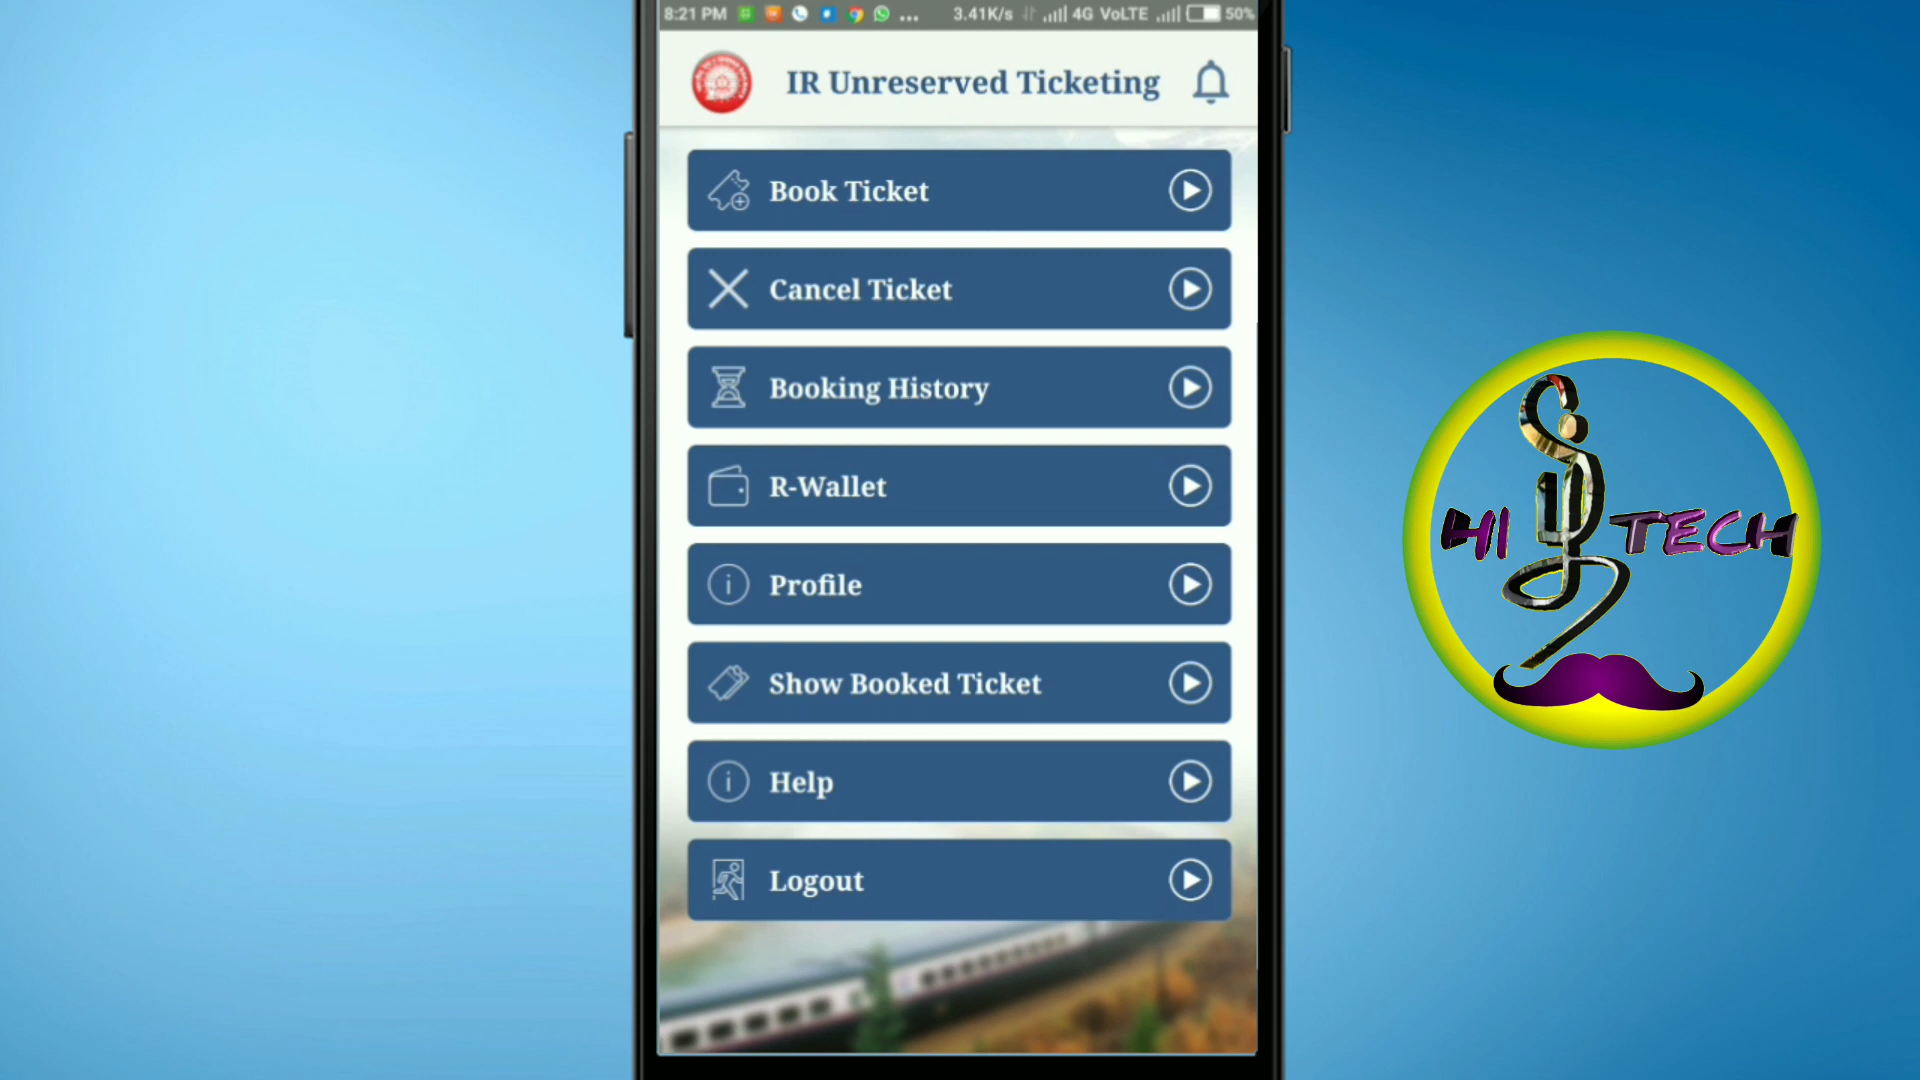 8:21 PM ... 3.41K/s 4G VoLTE 50%
IR Unreserved Ticketing
Book Ticket
Cancel Ticket
Booking History
R-Wallet
Profile
Show Booked Ticket
Help
Logout
HI TECH